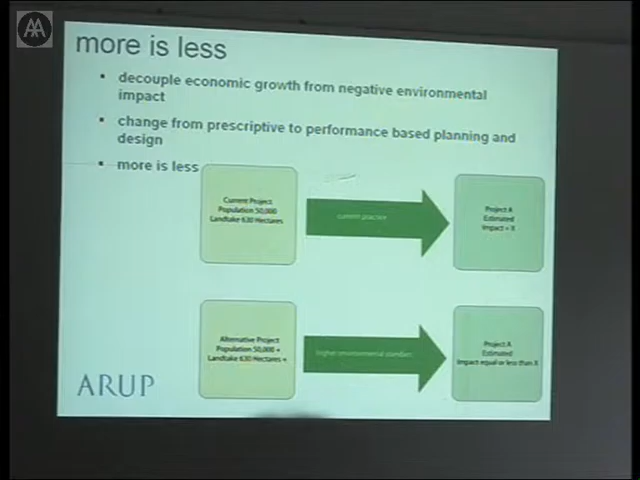 AA
more is less
decouple economic growth from negative environmental
impact
change from prescriptive to performance based planning and
design
more is less
Current Project
Population 50,000
Landtake 630 Hectares
current practice
Project A
Estimated
Impact = X
Alternative Project
Population 50,000 +
Landtake 630 Hectares +
higher environmental standards
Project A
Estimated
Impact equal or less than X
ARUP